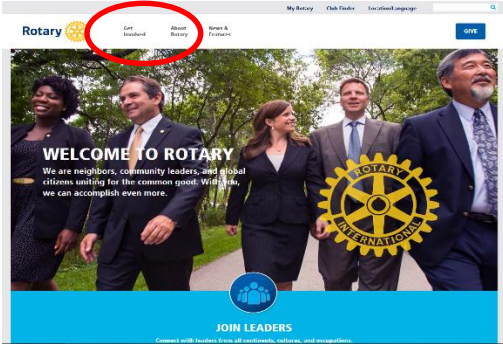 My Rotary Club Finder Location/Language
Rotary
Get Involved
About Rotary
News & Features
GIVE
WELCOME TO ROTARY
We are neighbors, community leaders, and global
citizens uniting for the common good. With you,
we can accomplish even more.
ROTARY
INTERNATIONAL
JOIN LEADERS
Connect with leaders from all continents, cultures, and occupations.